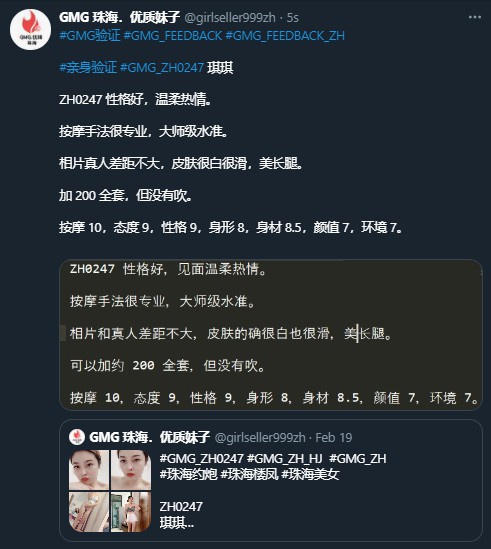 GMG 珠海．优质妹子 @girlseller999zh · 5s
#GMG验证 #GMG_FEEDBACK #GMG_FEEDBACK_ZH
#亲身验证 #GMG_ZH0247 琪琪
ZH0247 性格好，温柔热情。
按摩手法很专业，大师级水准。
相片真人差距不大，皮肤很白很滑，美长腿。
加 200 全套，但没有吹。
按摩 10，态度 9，性格 9，身形 8，身材 8.5，颜值 7，环境 7。
ZH0247 性格好，见面温柔热情。
按摩手法很专业，大师级水准。
相片和真人差距不大，皮肤的确很白也很滑，美长腿。
可以加约 200 全套，但没有吹。
按摩 10，态度 9，性格 9，身形 8，身材 8.5，颜值 7，环境 7。
GMG 珠海．优质妹子 @girlseller999zh · Feb 19
#GMG_ZH0247 #GMG_ZH_HJ #GMG_ZH
#珠海约炮 #珠海楼凤 #珠海美女
ZH0247
琪琪...